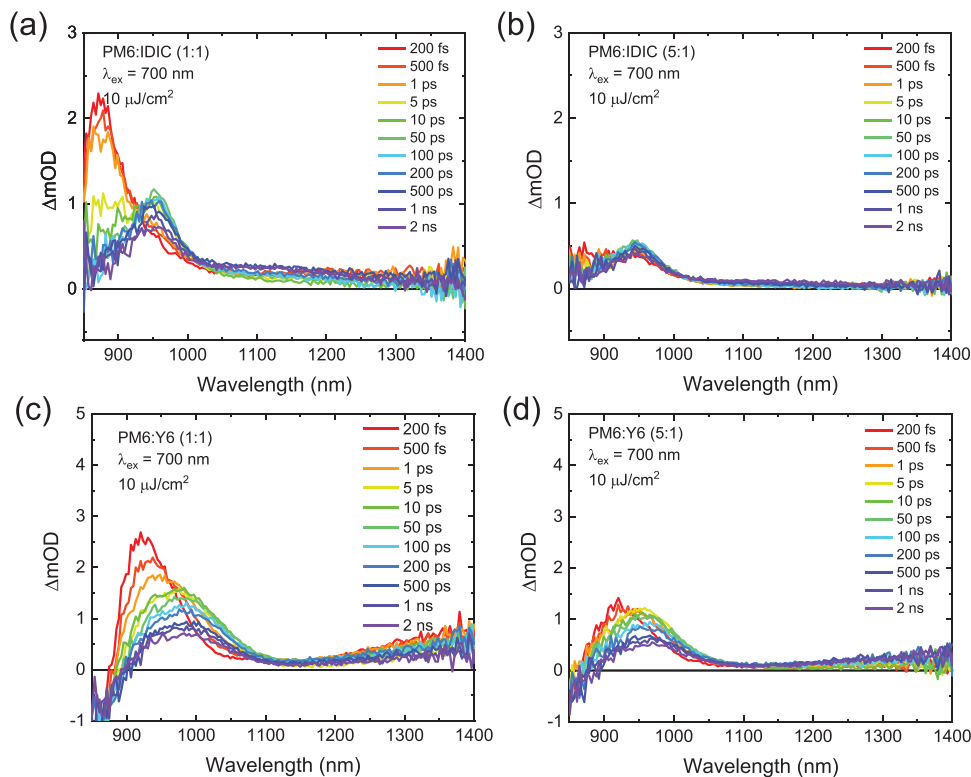 (a)
3
2
1
0
PM6:IDIC (1:1)
λex = 700 nm
10 μJ/cm²
200 fs
500 fs
1 ps
5 ps
10 ps
50 ps
100 ps
200 ps
500 ps
1 ns
2 ns
ΔmOD
900 1000 1100 1200 1300 1400
Wavelength (nm)
(b)
3
2
1
0
PM6:IDIC (5:1)
λex = 700 nm
10 μJ/cm²
200 fs
500 fs
1 ps
5 ps
10 ps
50 ps
100 ps
200 ps
500 ps
1 ns
2 ns
ΔmOD
900 1000 1100 1200 1300 1400
Wavelength (nm)
(c)
5
4
3
2
1
0
-1
PM6:Y6 (1:1)
λex = 700 nm
10 μJ/cm²
200 fs
500 fs
1 ps
5 ps
10 ps
50 ps
100 ps
200 ps
500 ps
1 ns
2 ns
ΔmOD
900 1000 1100 1200 1300 1400
Wavelength (nm)
(d)
5
4
3
2
1
0
-1
PM6:Y6 (5:1)
λex = 700 nm
10 μJ/cm²
200 fs
500 fs
1 ps
5 ps
10 ps
50 ps
100 ps
200 ps
500 ps
1 ns
2 ns
ΔmOD
900 1000 1100 1200 1300 1400
Wavelength (nm)